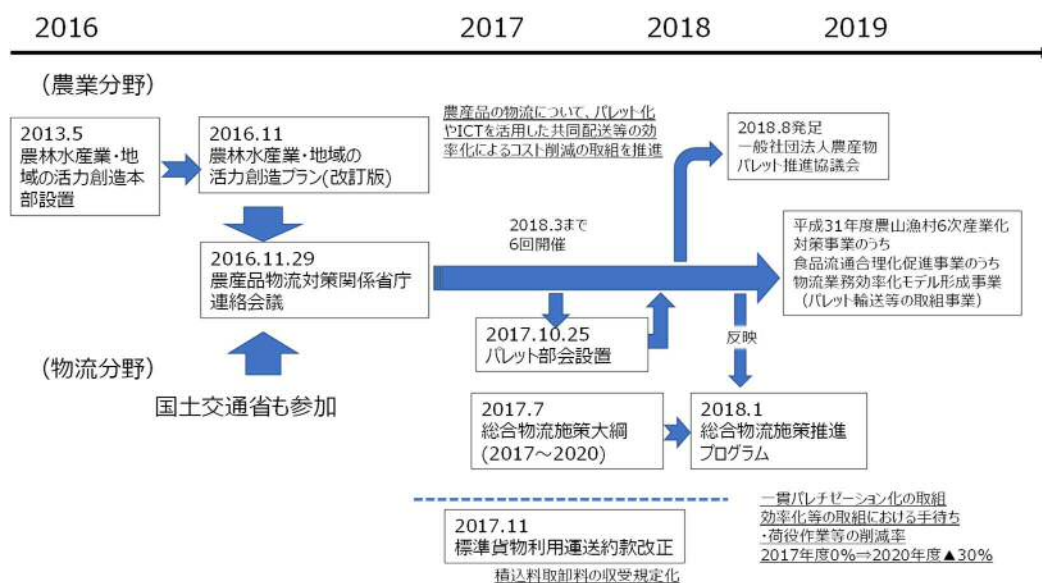 2016
2017
2018
2019
（農業分野）
2013.5
農林水産業・地
域の活力創造本
部設置
2016.11
農林水産業・地域の
活力創造プラン(改訂版)
農産品の物流について、パレット化
やICTを活用した共同配送等の効
率化によるコスト削減の取組を推進
2018.8発足
一般社団法人農産物
パレット推進協議会
2016.11.29
農産品物流対策関係省庁
連絡会議
2018.3まで
6回開催
平成31年度農山漁村6次産業化
対策事業のうち
食品流通合理化促進事業のうち
物流業務効率化モデル形成事業
（パレット輸送等の取組事業）
2017.10.25
パレット部会設置
反映
（物流分野）
国土交通省も参加
2017.7
総合物流施策大綱
(2017～2020)
2018.1
総合物流施策推進
プログラム
2017.11
標準貨物利用運送約款改正
積込料取卸料の収受規定化
一貫パレチゼーション化の取組
効率化等の取組における手待ち
・荷役作業等の削減率
2017年度0%⇒2020年度▲30%